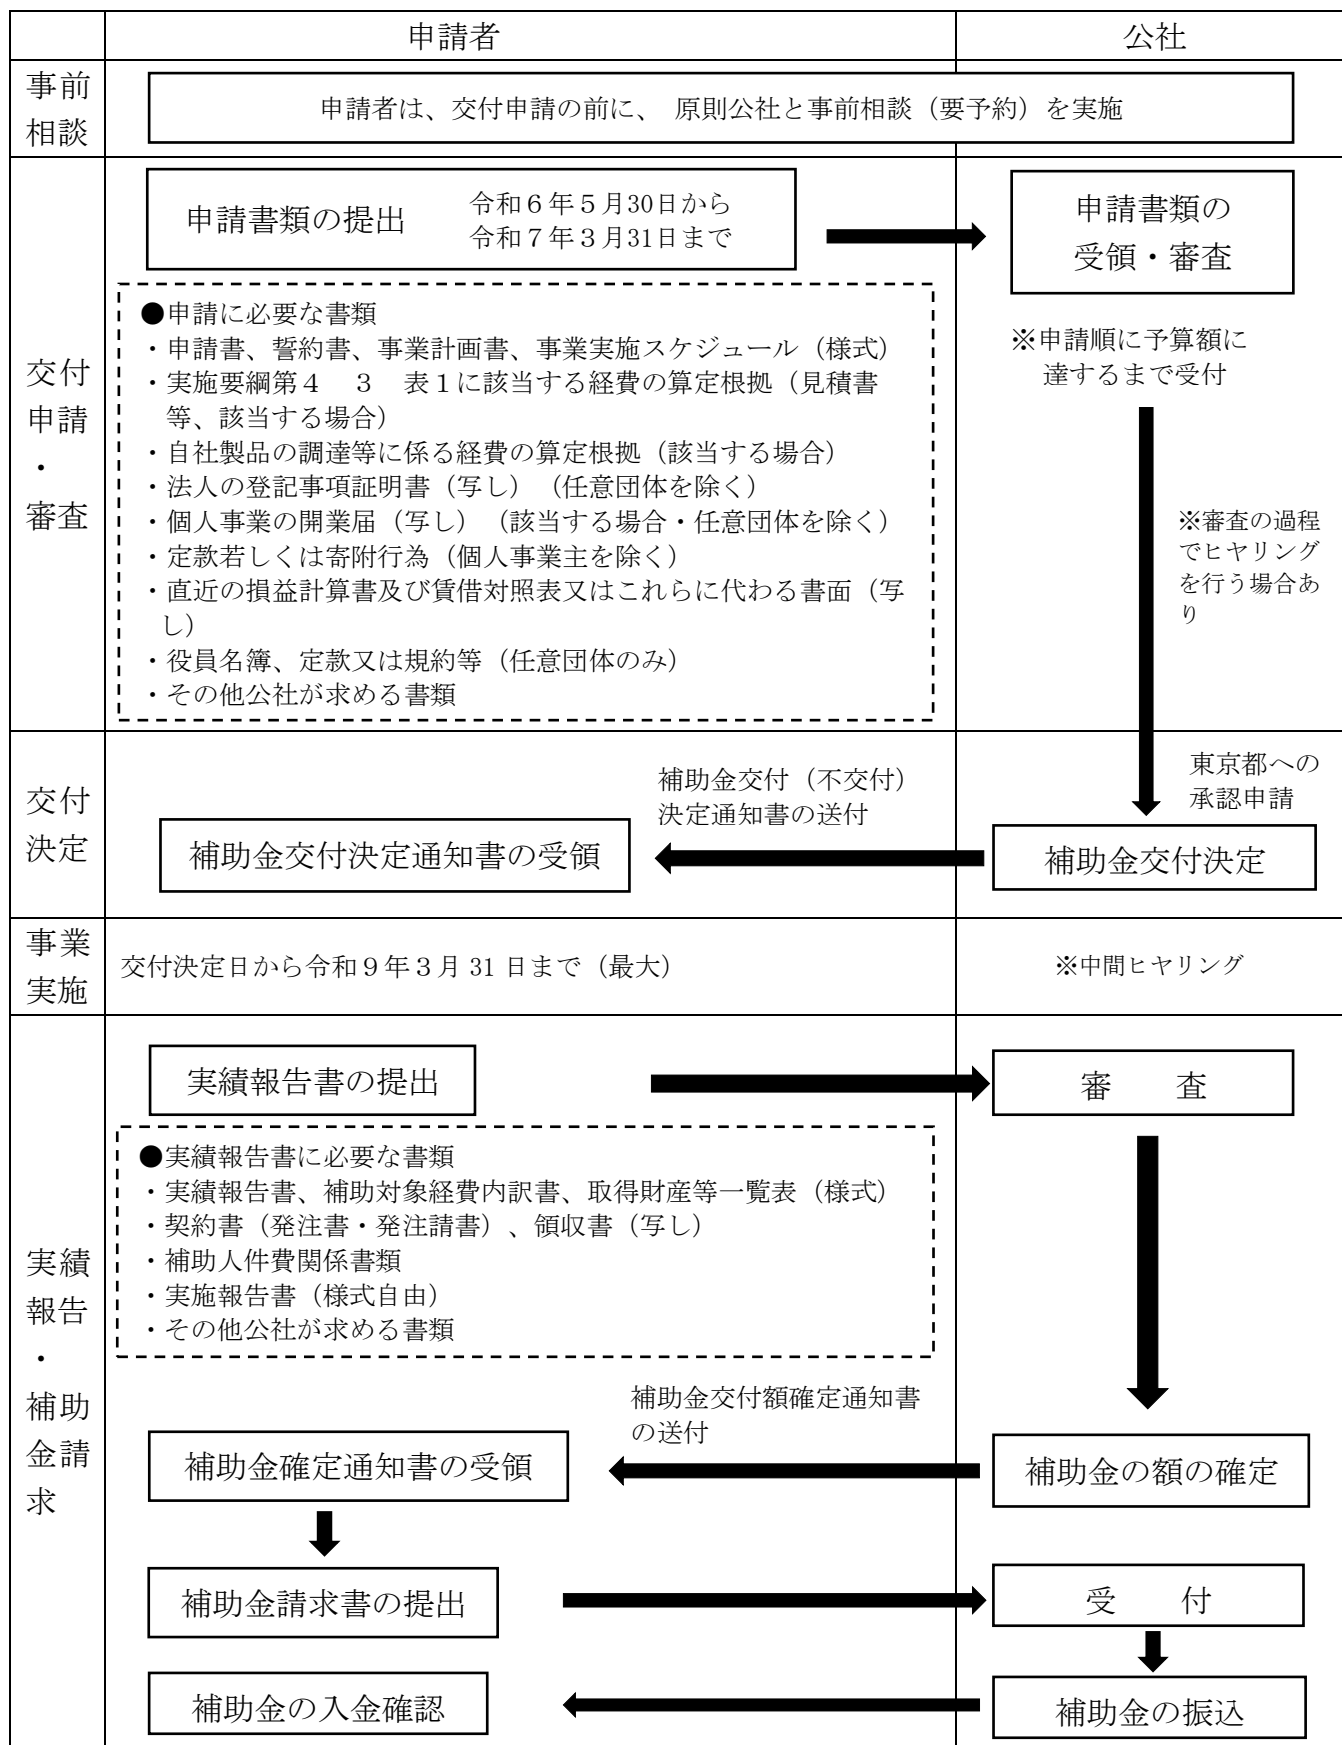 申請者
公社
事前
相談
申請者は、交付申請の前に、 原則公社と事前相談（要予約）を実施
交付
申請
・
審査
申請書類の提出
令和６年５月30日から
令和７年３月31日まで
申請書類の
受領・審査
●申請に必要な書類
・申請書、誓約書、事業計画書、事業実施スケジュール（様式）
・実施要綱第４　３　表１に該当する経費の算定根拠（見積書
等、該当する場合）
・自社製品の調達等に係る経費の算定根拠（該当する場合）
・法人の登記事項証明書（写し）（任意団体を除く）
・個人事業の開業届（写し）（該当する場合・任意団体を除く）
・定款若しくは寄附行為（個人事業主を除く）
・直近の損益計算書及び賃借対照表又はこれらに代わる書面（写
し）
・役員名簿、定款又は規約等（任意団体のみ）
・その他公社が求める書類
※申請順に予算額に
達するまで受付
※審査の過程
でヒヤリング
を行う場合あ
り
交付
決定
補助金交付（不交付）
決定通知書の送付
東京都への
承認申請
補助金交付決定通知書の受領
補助金交付決定
事業
実施
交付決定日から令和９年３月 31 日まで（最大）
※中間ヒヤリング
実績
報告
・
補助
金請
求
実績報告書の提出
審　　査
●実績報告書に必要な書類
・実績報告書、補助対象経費内訳書、取得財産等一覧表（様式）
・契約書（発注書・発注請書）、領収書（写し）
・補助人件費関係書類
・実施報告書（様式自由）
・その他公社が求める書類
補助金交付額確定通知書
の送付
補助金確定通知書の受領
補助金の額の確定
補助金請求書の提出
受　　付
補助金の入金確認
補助金の振込